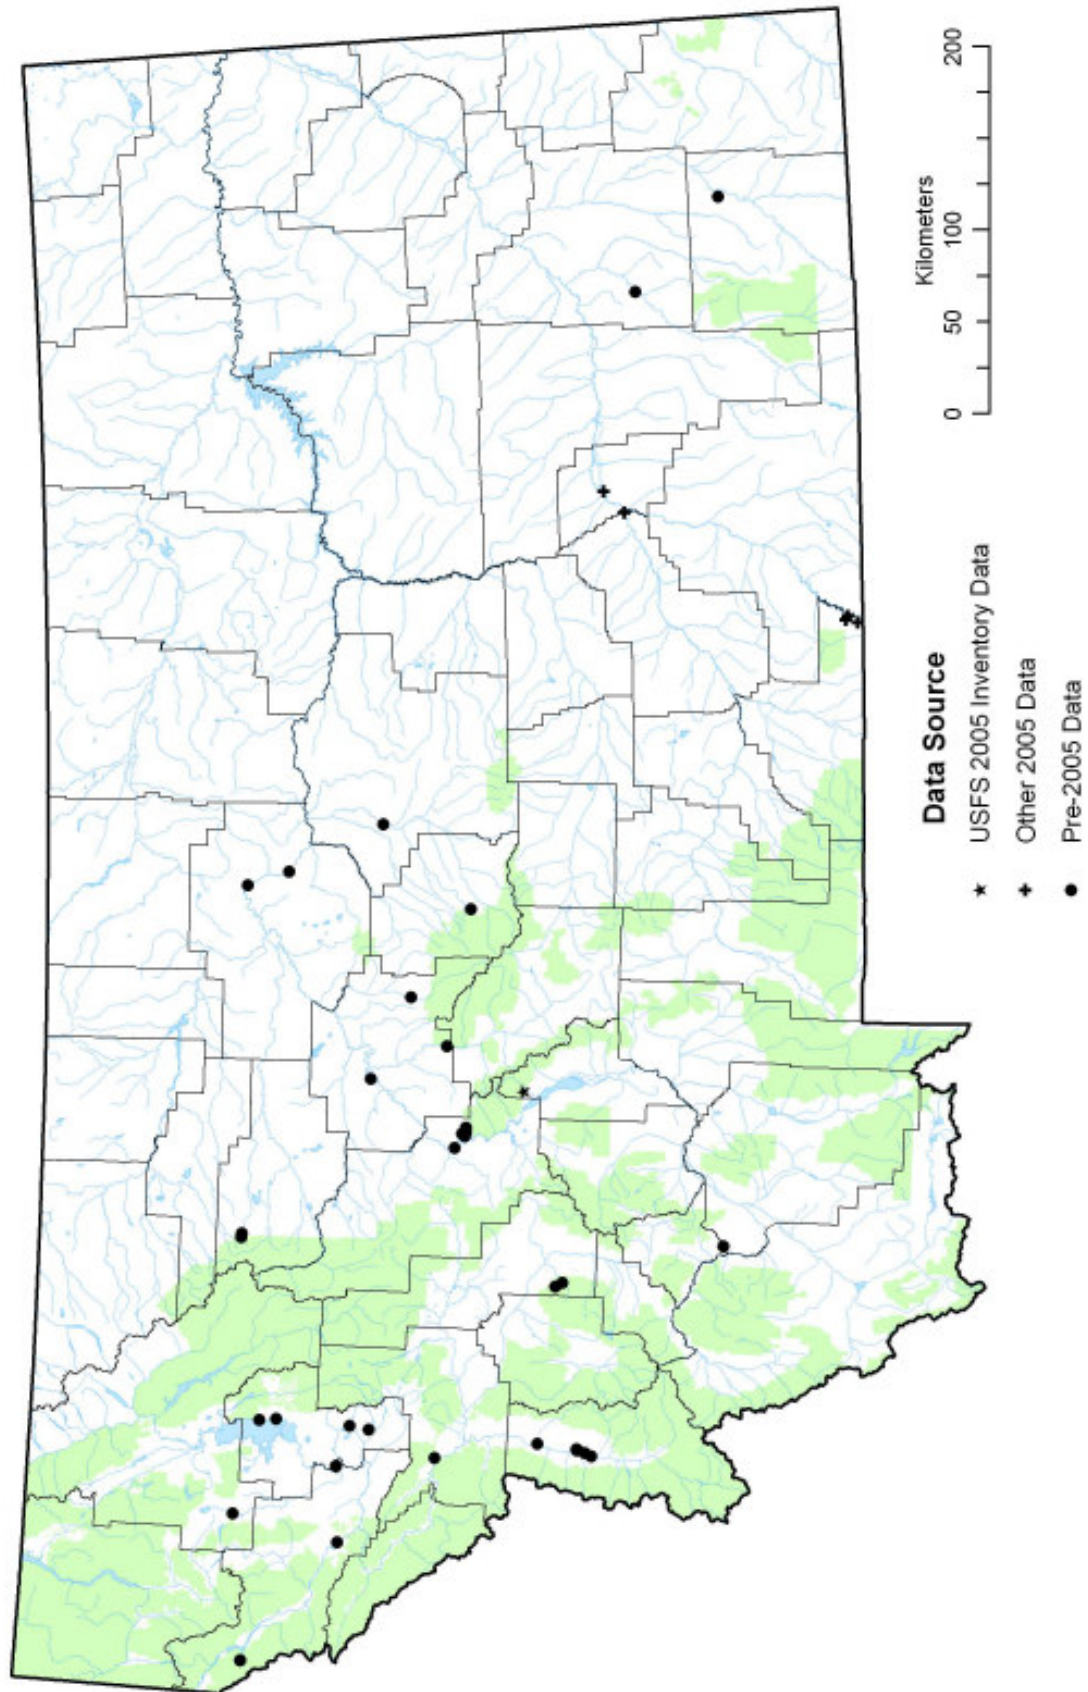 Data Source
USFS 2005 Inventory Data
Other 2005 Data
Pre-2005 Data
Kilometers
0 50 100 200